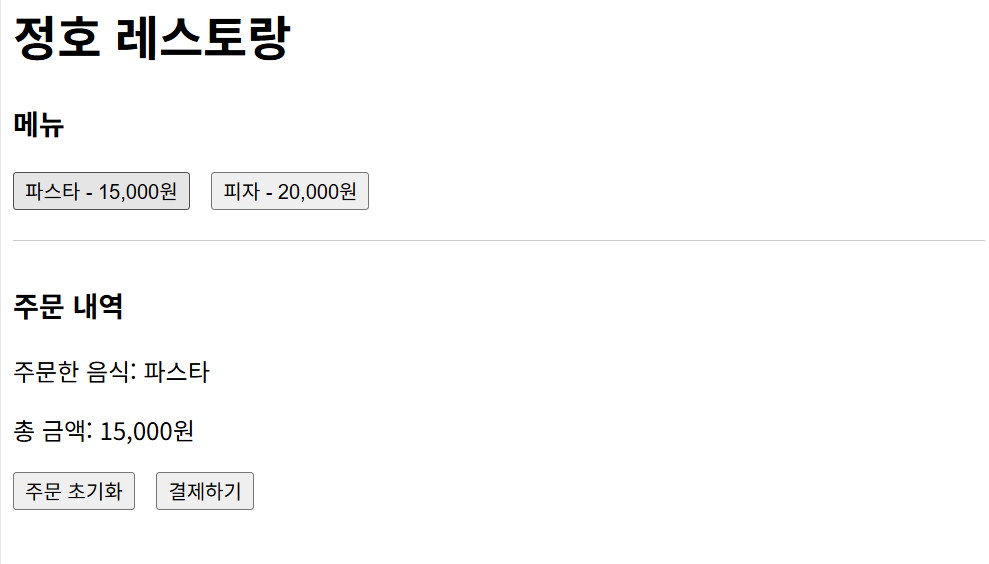 정호 레스토랑
메뉴
파스타 - 15,000원 피자 - 20,000원
주문 내역
주문한 음식: 파스타
총 금액: 15,000원
주문 초기화 결제하기